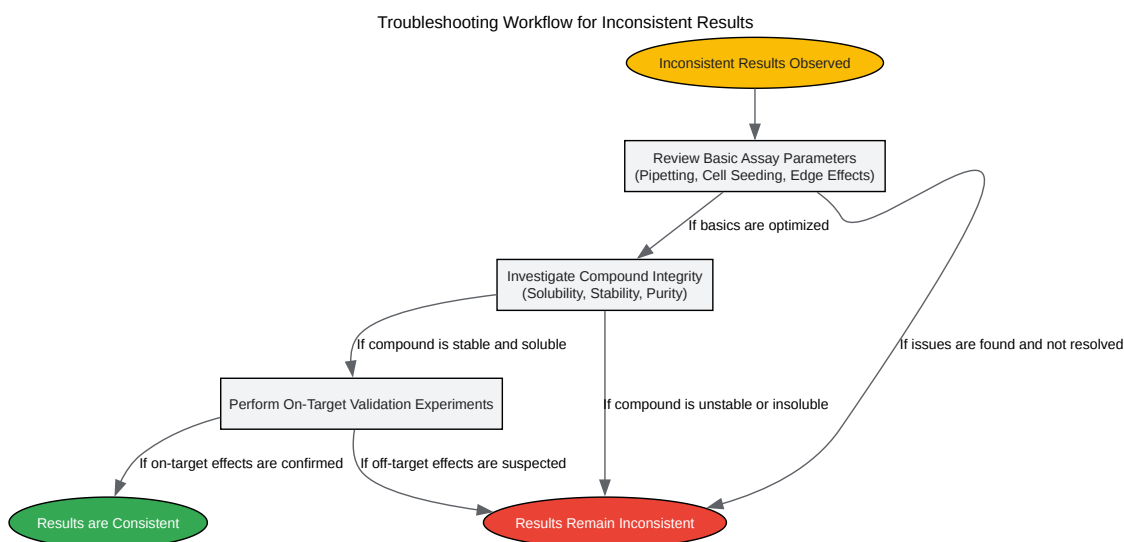 Troubleshooting Workflow for Inconsistent Results
Inconsistent Results Observed
Review Basic Assay Parameters
(Pipetting, Cell Seeding, Edge Effects)
If basics are optimized
Investigate Compound Integrity
(Solubility, Stability, Purity)
If compound is stable and soluble
If issues are found and not resolved
Perform On-Target Validation Experiments
If compound is unstable or insoluble
If on-target effects are confirmed
If off-target effects are suspected
Results are Consistent
Results Remain Inconsistent